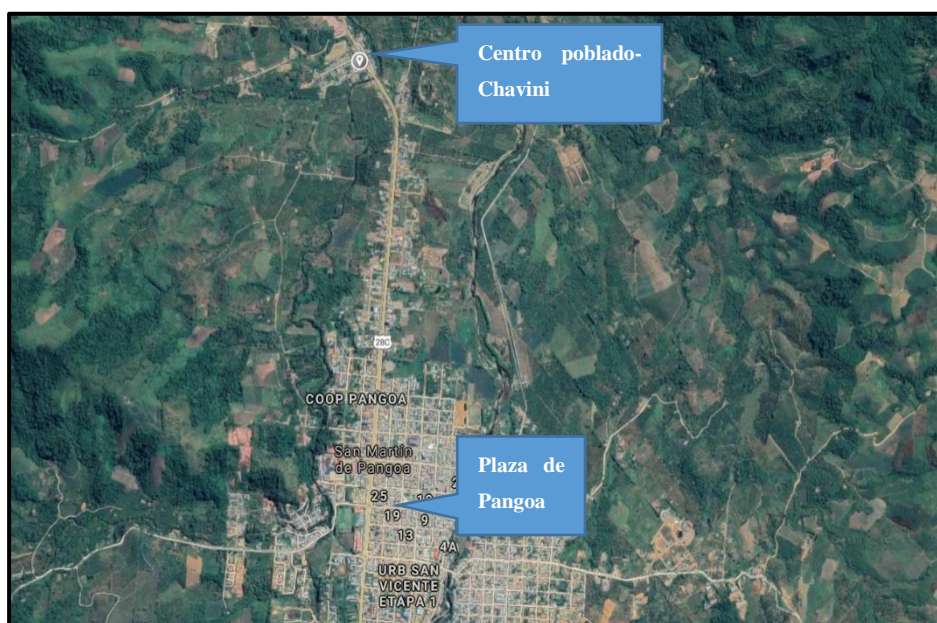 Centro poblado-
Chavini
28C
COOP PANGOA
San Martín
de Pangoa
Plaza de
Pangoa
25
19
9
13
4A
URB SAN
VICENTE
ETAPA 1